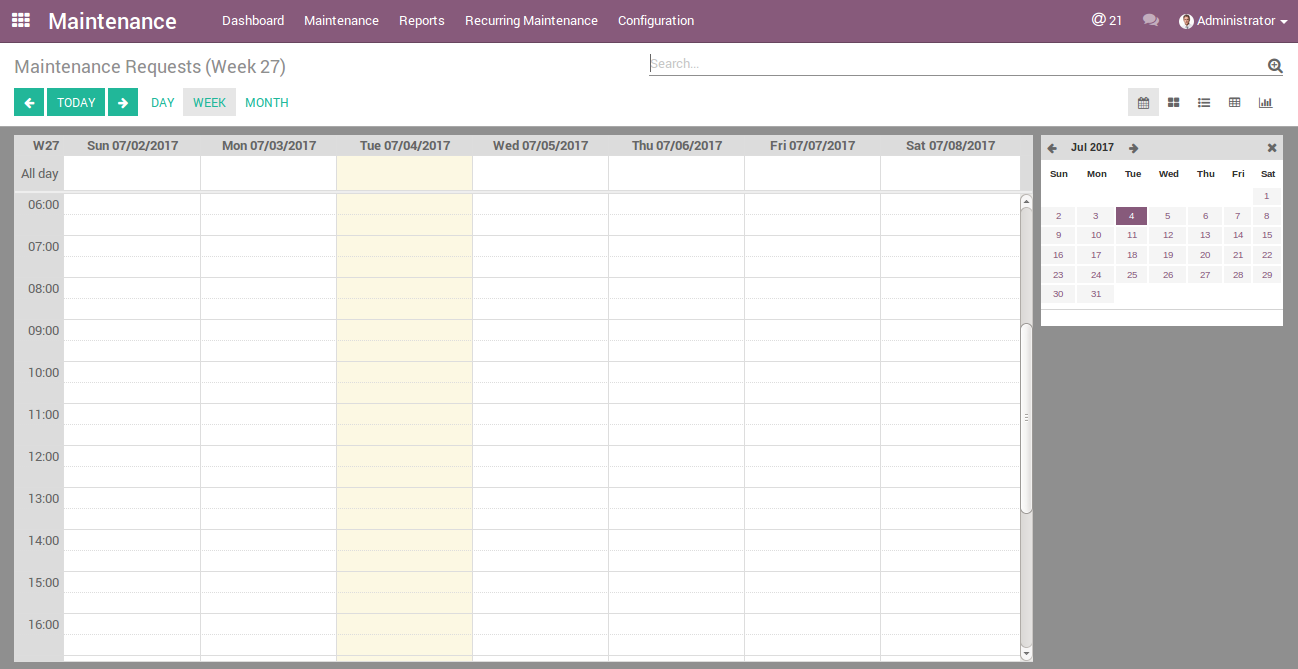 Maintenance Dashboard Maintenance Reports Recurring Maintenance Configuration @ 21 Administrator
Maintenance Requests (Week 27) Search...
TODAY DAY WEEK MONTH
W27 Sun 07/02/2017 Mon 07/03/2017 Tue 07/04/2017 Wed 07/05/2017 Thu 07/06/2017 Fri 07/07/2017 Sat 07/08/2017
All day
06:00
07:00
08:00
09:00
10:00
11:00
12:00
13:00
14:00
15:00
16:00
Jul 2017
Sun Mon Tue Wed Thu Fri Sat
1
2 3 4 5 6 7 8
9 10 11 12 13 14 15
16 17 18 19 20 21 22
23 24 25 26 27 28 29
30 31